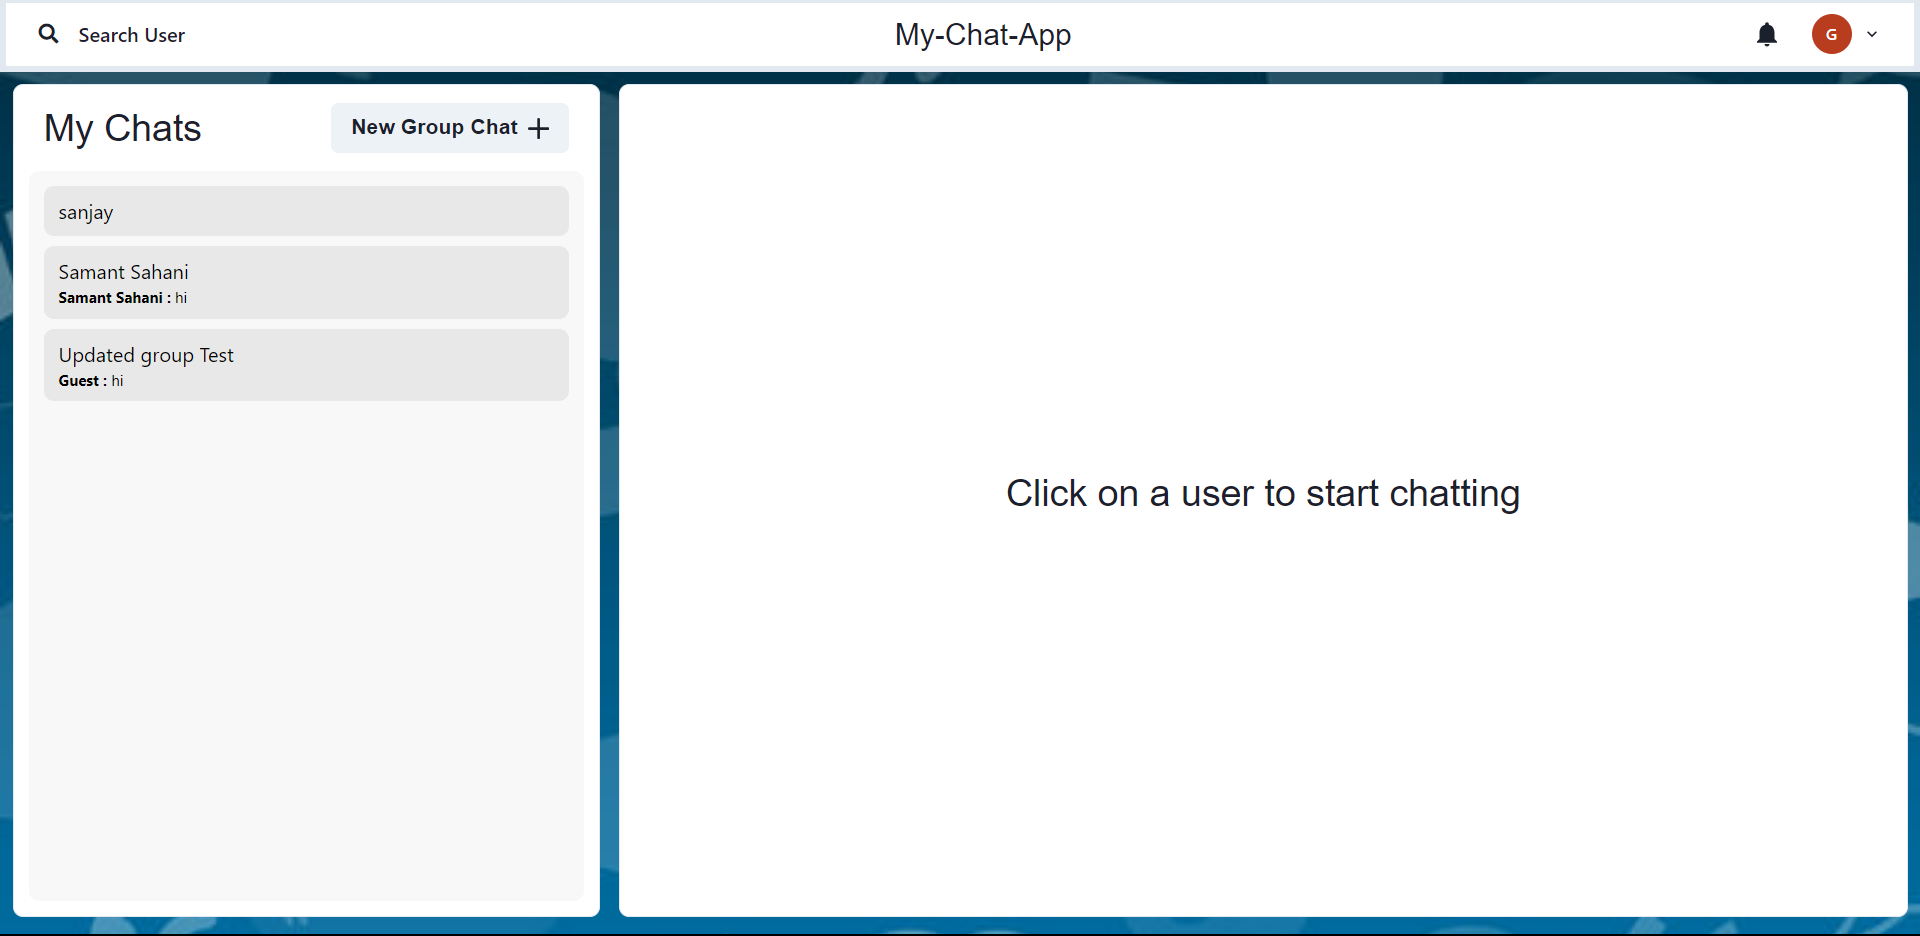 Search User
My-Chat-App
G
My Chats
New Group Chat
sanjay
Samant Sahani
Samant Sahani : hi
Updated group Test
Guest : hi
Click on a user to start chatting